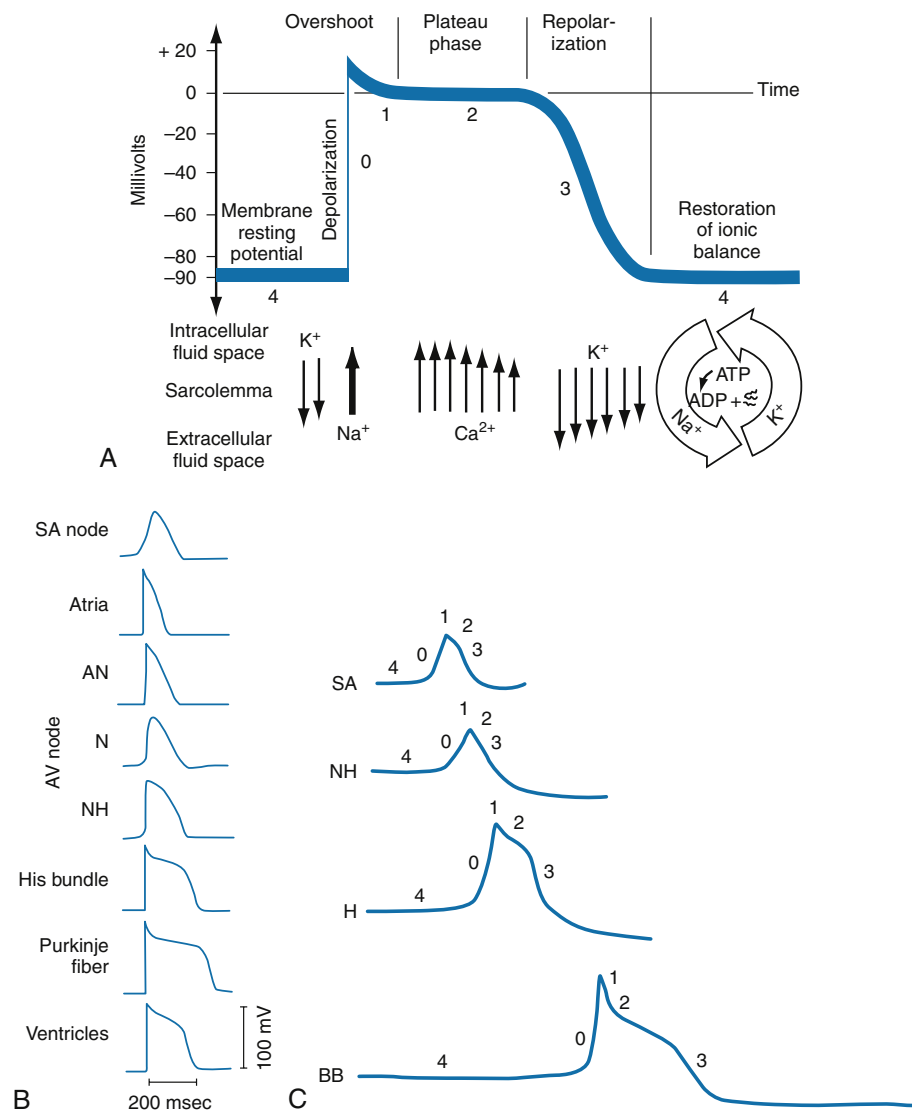 Overshoot
Plateau
phase
Repolar-
ization
+ 20
0
–20
–40
–60
–80
–90
Millivolts
Time
Depolarization
1
2
0
3
Membrane
resting
potential
Restoration
of ionic
balance
4
4
Intracellular
fluid space
Sarcolemma
Extracellular
fluid space
K+
Na+
Ca2+
K+
ATP
ADP +
Na+
K+
A
SA node
Atria
AN
N
NH
AV node
His bundle
Purkinje
fiber
Ventricles
100 mV
200 msec
B
SA
4
0
1
2
3
NH
4
0
1
2
3
H
4
0
1
2
3
BB
4
0
1
2
3
C